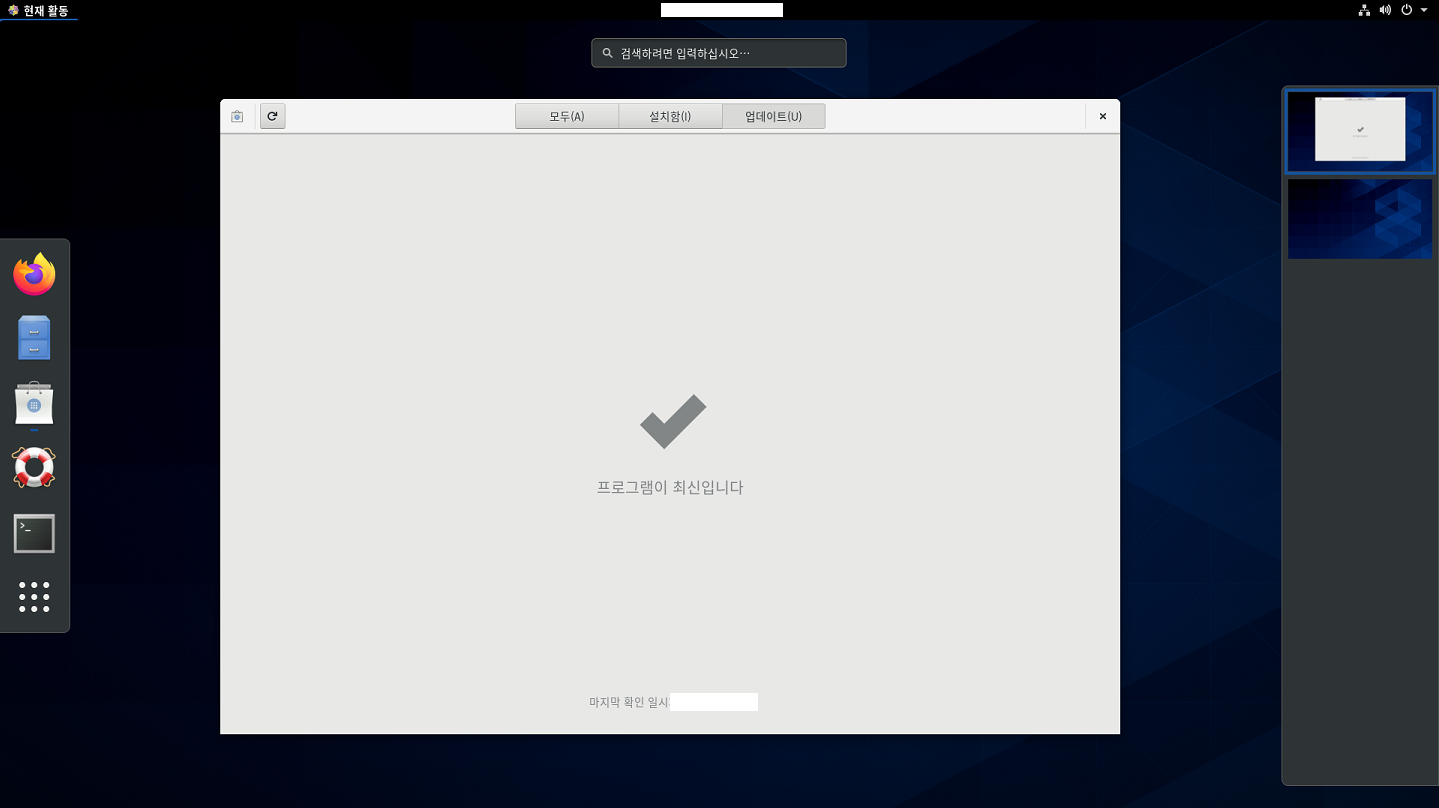 현재 활동
검색하려면 입력하십시오…
모두(A)
설치함(I)
업데이트(U)
프로그램이 최신입니다
마지막 확인 일시: